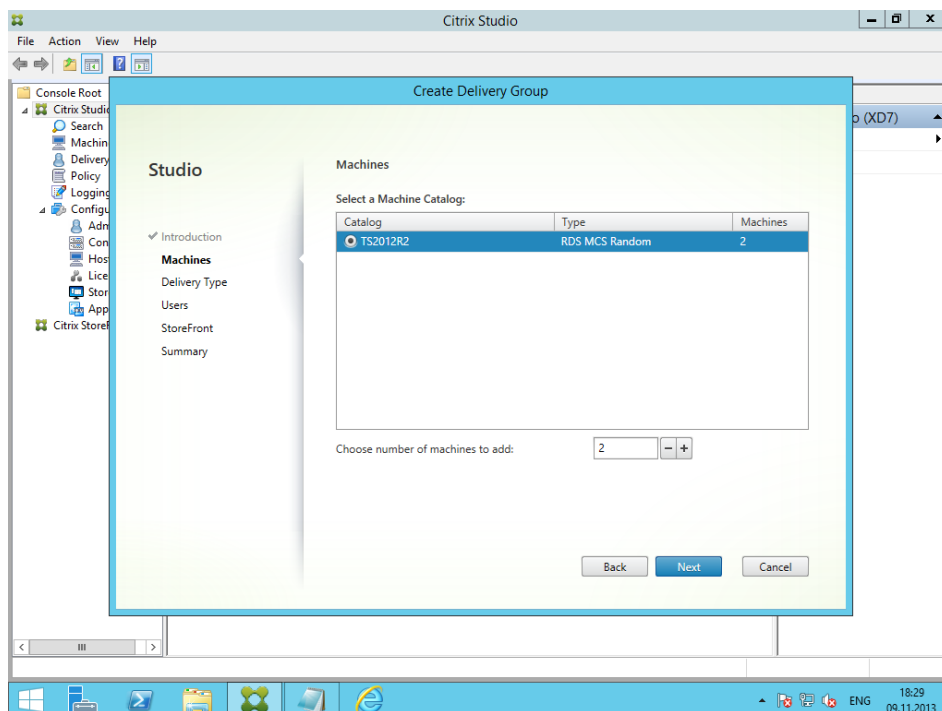 Citrix Studio
File Action View Help
Console Root
Citrix Studi
Search
Machin
Delivery
Policy
Logging
Configu
Adm
Con
Hos
Lice
Stor
App
Citrix StoreF
Create Delivery Group
o (XD7)
Studio
Introduction
Machines
Delivery Type
Users
StoreFront
Summary
Machines
Select a Machine Catalog:
Catalog Type Machines
TS2012R2 RDS MCS Random 2
Choose number of machines to add: 2 - +
Back Next Cancel
ENG
18:29
09.11.2013